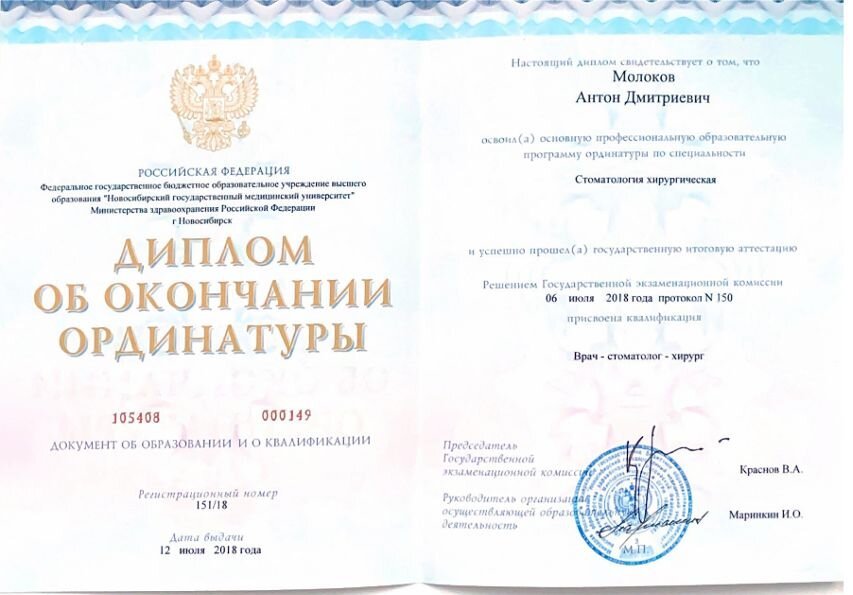 РОССИЙСКАЯ ФЕДЕРАЦИЯ
Федеральное государственное бюджетное образовательное учреждение высшего
образования "Новосибирский государственный медицинский университет"
Министерства здравоохранения Российской Федерации
г Новосибирск
ДИПЛОМ
ОБ ОКОНЧАНИИ
ОРДИНАТУРЫ
105408 000149
ДОКУМЕНТ ОБ ОБРАЗОВАНИИ И О КВАЛИФИКАЦИИ
Регистрационный номер
151/18
Дата выдачи
12 июля 2018 года
Настоящий диплом свидетельствует о том, что
Молоков
Антон Дмитриевич
освоил(а) основную профессиональную образовательную
программу ординатуры по специальности
Стоматология хирургическая
и успешно прошел(а) государственную итоговую аттестацию
Решением Государственной экзаменационной комиссии
06 июля 2018 года протокол N 150
присвоена квалификация
Врач - стоматолог - хирург
Председатель
Государственной
экзаменационной комиссии
Краснов В.А.
Руководитель организации,
осуществляющей образовательную
деятельность
Маринкин И.О.
М.П.